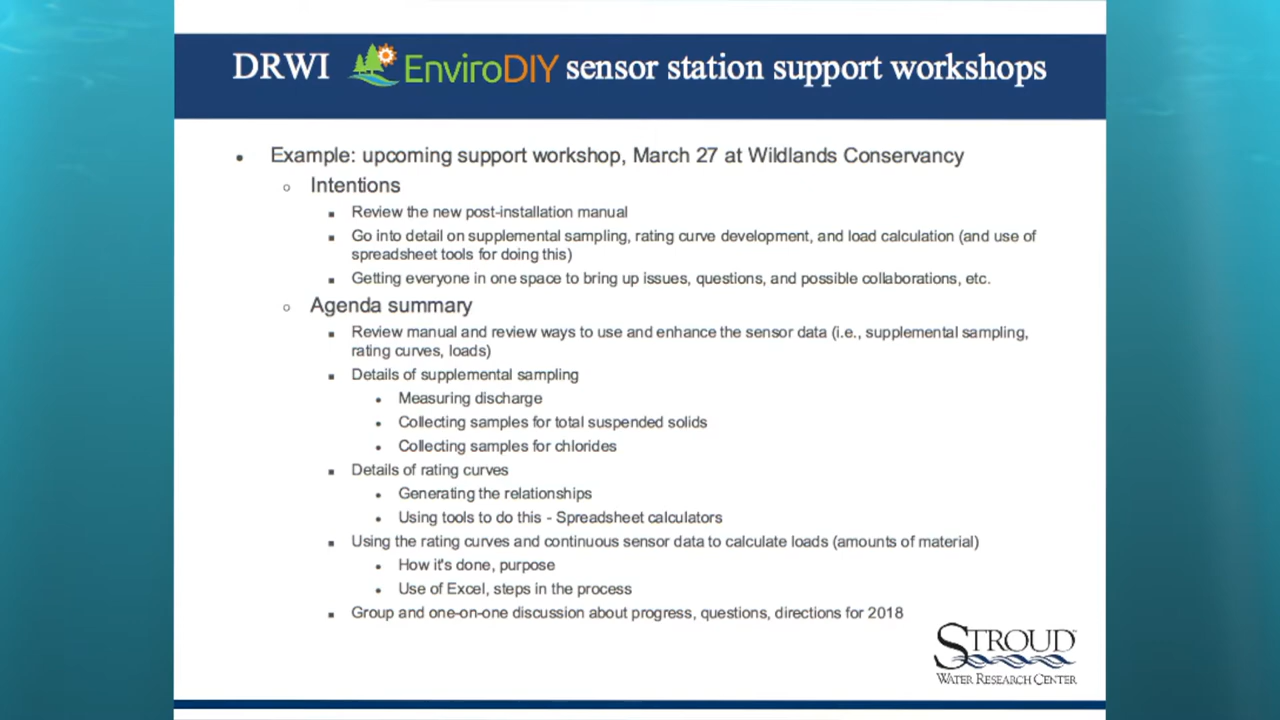 DRWI EnviroDIY sensor station support workshops
• Example: upcoming support workshop, March 27 at Wildlands Conservancy
○ Intentions
■ Review the new post-installation manual
■ Go into detail on supplemental sampling, rating curve development, and load calculation (and use of
spreadsheet tools for doing this)
■ Getting everyone in one space to bring up issues, questions, and possible collaborations, etc.
○ Agenda summary
■ Review manual and review ways to use and enhance the sensor data (i.e., supplemental sampling,
rating curves, loads)
■ Details of supplemental sampling
• Measuring discharge
• Collecting samples for total suspended solids
• Collecting samples for chlorides
■ Details of rating curves
• Generating the relationships
• Using tools to do this - Spreadsheet calculators
■ Using the rating curves and continuous sensor data to calculate loads (amounts of material)
• How it's done, purpose
• Use of Excel, steps in the process
■ Group and one-on-one discussion about progress, questions, directions for 2018
STROUD™
WATER RESEARCH CENTER